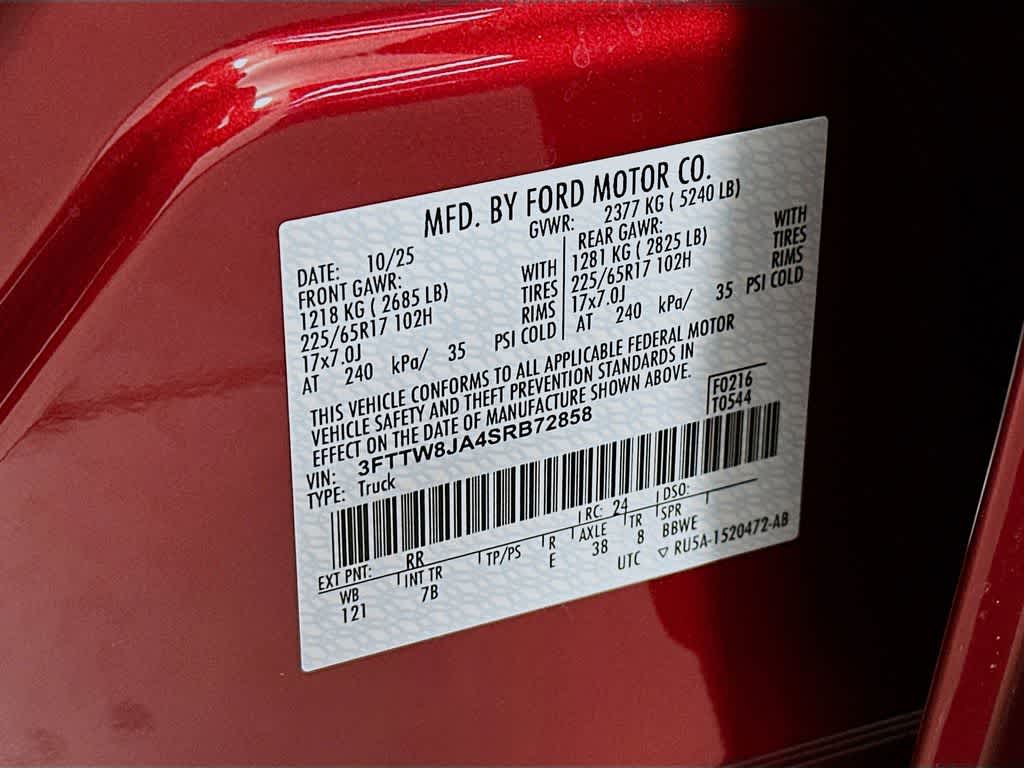 MFD. BY FORD MOTOR CO.
DATE: 10/25 GVWR: 2377 KG ( 5240 LB)
FRONT GAWR: REAR GAWR:
1218 KG ( 2685 LB) WITH 1281 KG ( 2825 LB) WITH
225/65R17 102H TIRES 225/65R17 102H TIRES
17x7.0J RIMS 17x7.0J RIMS
AT 240 kPa/ 35 PSI COLD AT 240 kPa/ 35 PSI COLD
THIS VEHICLE CONFORMS TO ALL APPLICABLE FEDERAL MOTOR
VEHICLE SAFETY AND THEFT PREVENTION STANDARDS IN
EFFECT ON THE DATE OF MANUFACTURE SHOWN ABOVE.
VIN: 3FTTW8JA4SRB72858 F0216
TYPE: Truck T0544
EXT PNT: RR RC: 24 DSO:
WB INT TR TP/PS R AXLE TR SPR
121 7B E 38 8 BBWE
UTC ▽ RU5A-1520472-AB